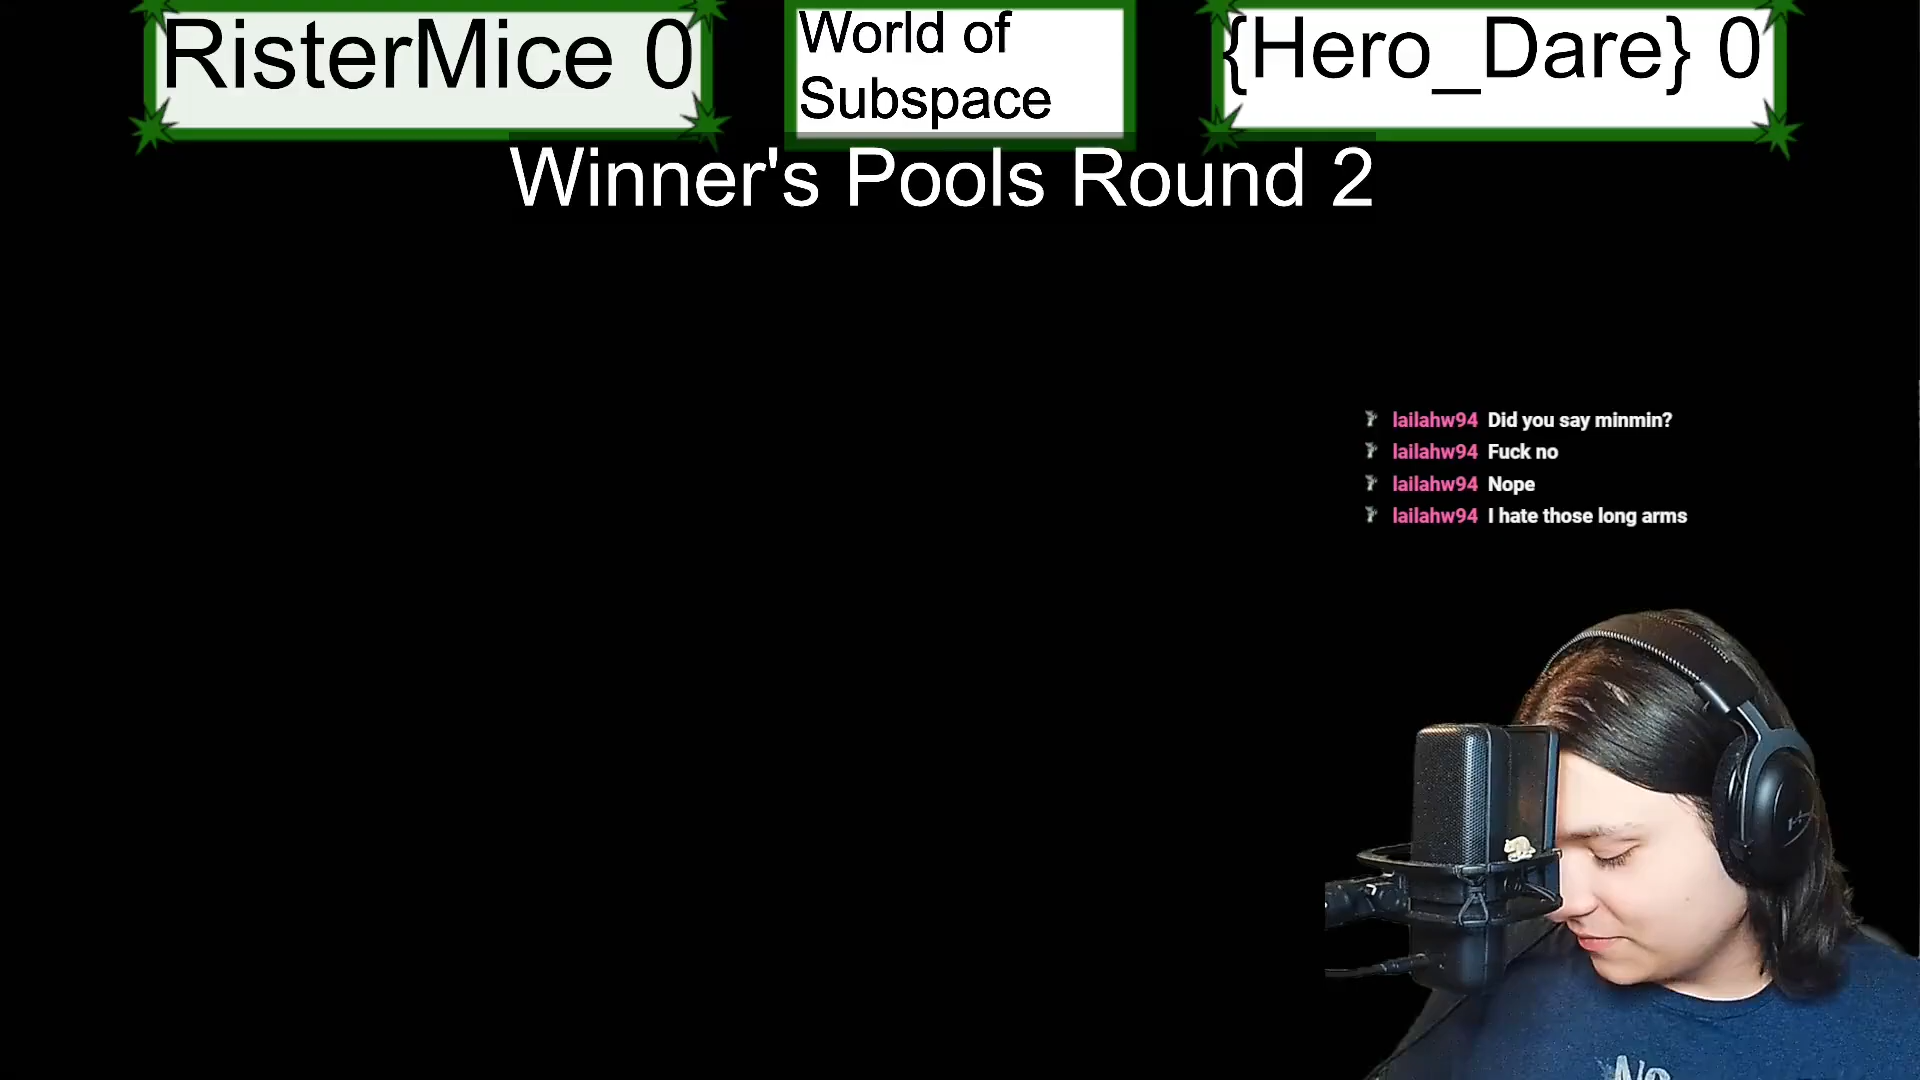 RisterMice 0
World of
Subspace
{Hero_Dare} 0
Winner's Pools Round 2
lailahw94 Did you say minmin?
lailahw94 Fuck no
lailahw94 Nope
lailahw94 I hate those long arms